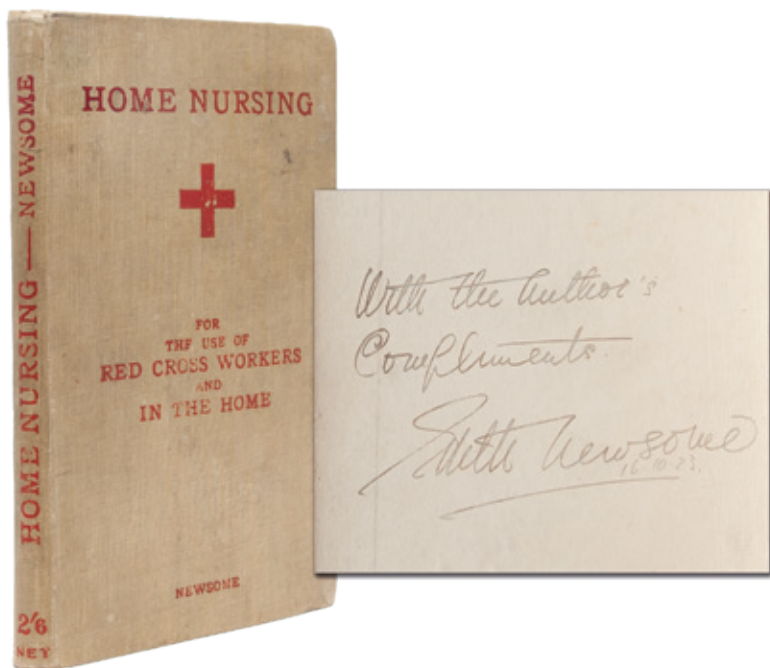 HOME NURSING — NEWSOME
2/6
NET
HOME NURSING
FOR
THE USE OF
RED CROSS WORKERS
AND
IN THE HOME
NEWSOME
With the Author's
Compliments.
Edith Newsome
16.10.23.